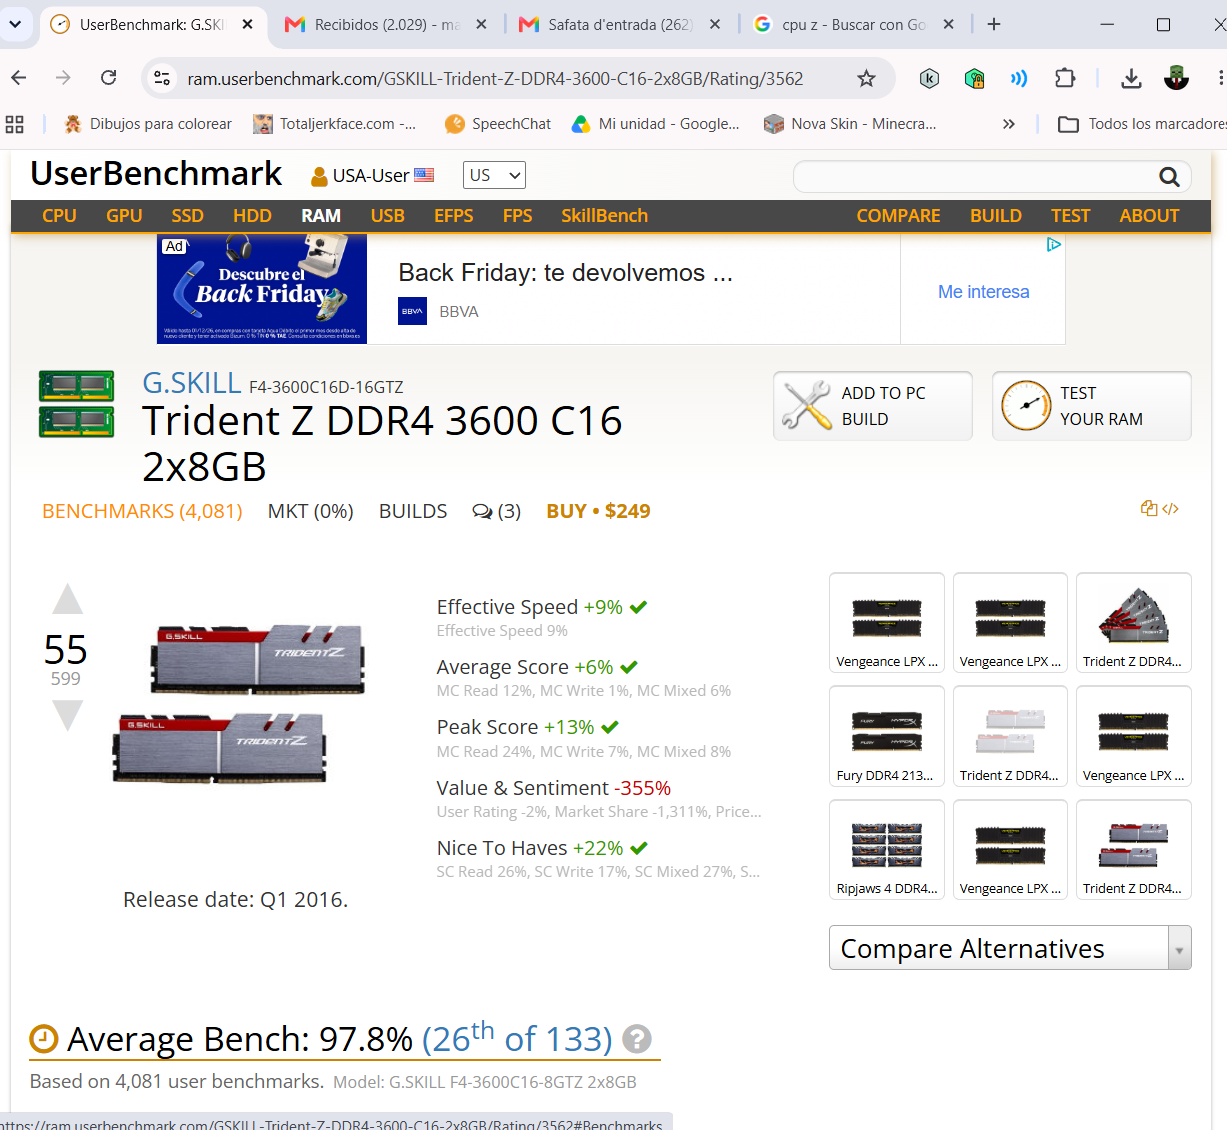 UserBenchmark: G.SKI
Recibidos (2.029) - ma
Safata d'entrada (262)
cpu z - Buscar con Go
ram.userbenchmark.com/GSKILL-Trident-Z-DDR4-3600-C16-2x8GB/Rating/3562
Dibujos para colorear
Totaljerkface.com -...
SpeechChat
Mi unidad - Google...
Nova Skin - Minecra...
»
Todos los marcadores
UserBenchmark
USA-User
US
CPU GPU SSD HDD RAM USB EFPS FPS SkillBench COMPARE BUILD TEST ABOUT
Ad
Descubre el
Back Friday
Back Friday: te devolvemos ...
BBVA
BBVA
Me interesa
G.SKILL F4-3600C16D-16GTZ
Trident Z DDR4 3600 C16
2x8GB
ADD TO PC
BUILD
TEST
YOUR RAM
BENCHMARKS (4,081) MKT (0%) BUILDS (3) BUY • $249
55
599
G.SKILL
TRIDENTZ
G.SKILL
TRIDENTZ
Release date: Q1 2016.
Effective Speed +9%
Effective Speed 9%
Average Score +6%
MC Read 12%, MC Write 1%, MC Mixed 6%
Peak Score +13%
MC Read 24%, MC Write 7%, MC Mixed 8%
Value & Sentiment -355%
User Rating -2%, Market Share -1,311%, Price...
Nice To Haves +22%
SC Read 26%, SC Write 17%, SC Mixed 27%, S...
Vengeance LPX ...
Vengeance LPX ...
Trident Z DDR4...
Fury DDR4 213...
Trident Z DDR4...
Vengeance LPX ...
Ripjaws 4 DDR4...
Vengeance LPX ...
Trident Z DDR4...
Compare Alternatives
Average Bench: 97.8% (26th of 133)
Based on 4,081 user benchmarks. Model: G.SKILL F4-3600C16-8GTZ 2x8GB
https://ram.userbenchmark.com/GSKILL-Trident-Z-DDR4-3600-C16-2x8GB/Rating/3562#Benchmarks